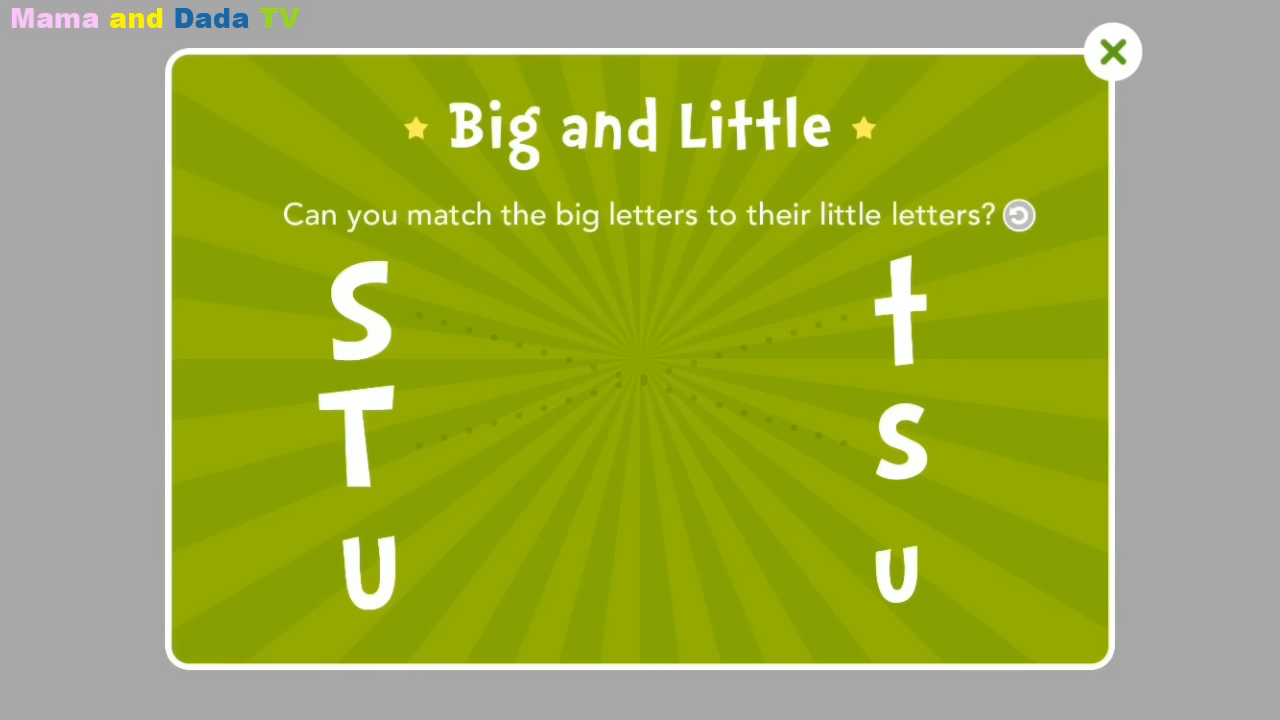 Mama and Dada TV
Big and Little
Can you match the big letters to their little letters?
S t
T s
U u